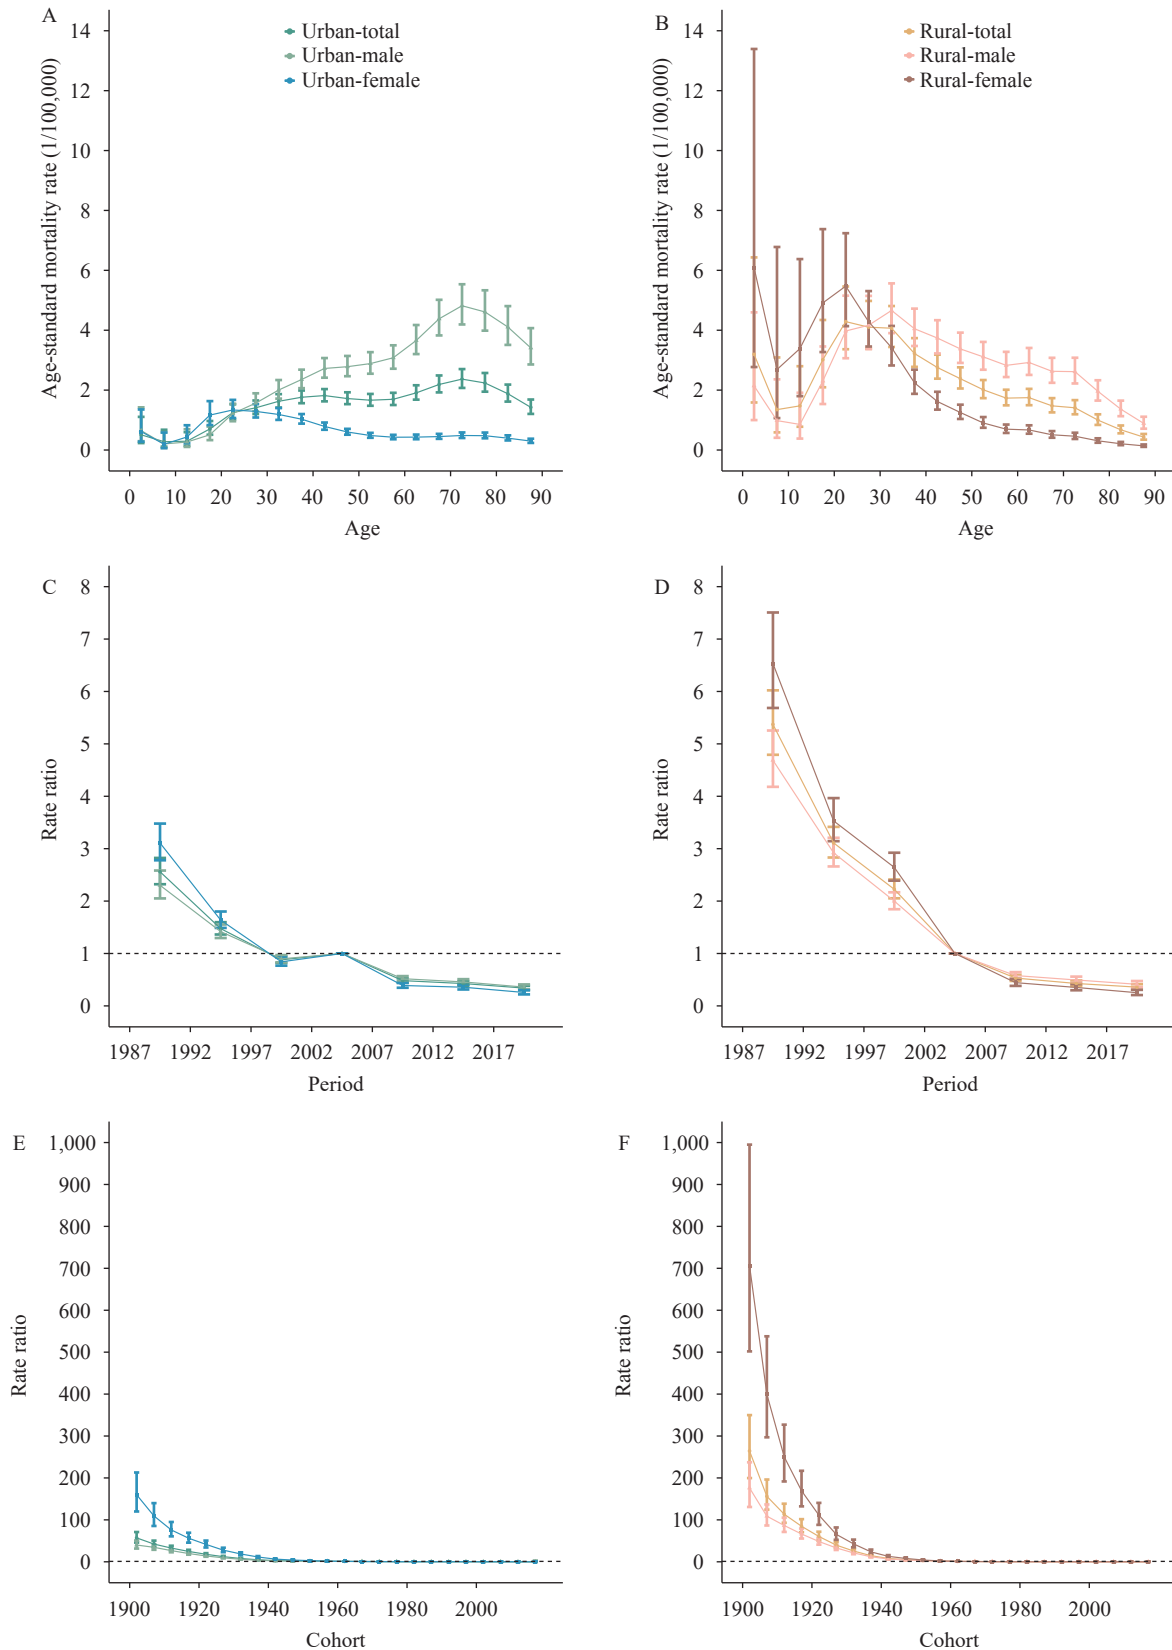 A
Urban-total
Urban-male
Urban-female
Age-standard mortality rate (1/100,000)
14
12
10
8
6
4
2
0
0 10 20 30 40 50 60 70 80 90
Age
B
Rural-total
Rural-male
Rural-female
Age-standard mortality rate (1/100,000)
14
12
10
8
6
4
2
0
0 10 20 30 40 50 60 70 80 90
Age
C
Rate ratio
8
7
6
5
4
3
2
1
0
1987 1992 1997 2002 2007 2012 2017
Period
D
Rate ratio
8
7
6
5
4
3
2
1
0
1987 1992 1997 2002 2007 2012 2017
Period
E
Rate ratio
1,000
900
800
700
600
500
400
300
200
100
0
1900 1920 1940 1960 1980 2000
Cohort
F
Rate ratio
1,000
900
800
700
600
500
400
300
200
100
0
1900 1920 1940 1960 1980 2000
Cohort